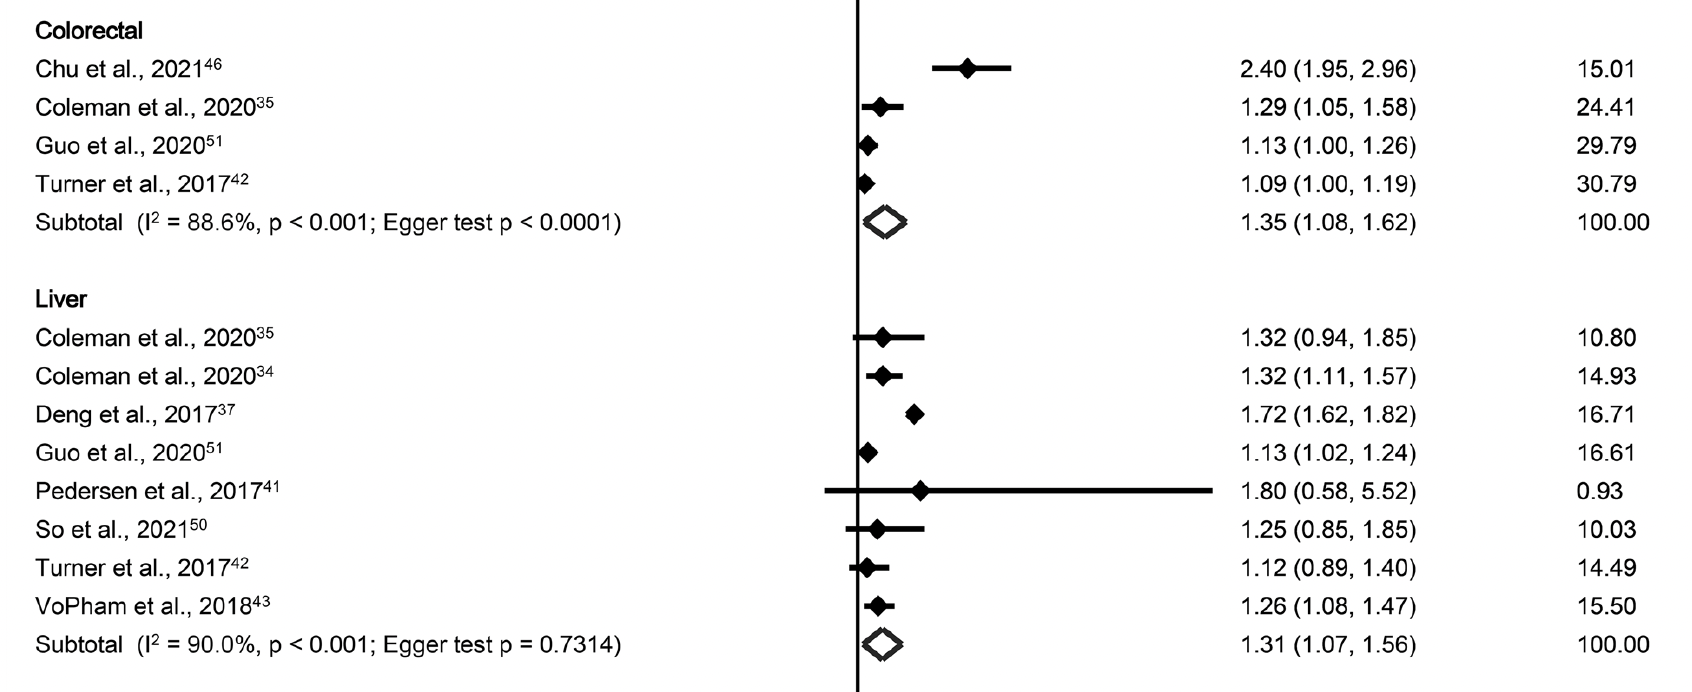 Colorectal
Chu et al., 2021⁴⁶ 2.40 (1.95, 2.96) 15.01
Coleman et al., 2020³⁵ 1.29 (1.05, 1.58) 24.41
Guo et al., 2020⁵¹ 1.13 (1.00, 1.26) 29.79
Turner et al., 2017⁴² 1.09 (1.00, 1.19) 30.79
Subtotal (I² = 88.6%, p < 0.001; Egger test p < 0.0001) 1.35 (1.08, 1.62) 100.00
Liver
Coleman et al., 2020³⁵ 1.32 (0.94, 1.85) 10.80
Coleman et al., 2020³⁴ 1.32 (1.11, 1.57) 14.93
Deng et al., 2017³⁷ 1.72 (1.62, 1.82) 16.71
Guo et al., 2020⁵¹ 1.13 (1.02, 1.24) 16.61
Pedersen et al., 2017⁴¹ 1.80 (0.58, 5.52) 0.93
So et al., 2021⁵⁰ 1.25 (0.85, 1.85) 10.03
Turner et al., 2017⁴² 1.12 (0.89, 1.40) 14.49
VoPham et al., 2018⁴³ 1.26 (1.08, 1.47) 15.50
Subtotal (I² = 90.0%, p < 0.001; Egger test p = 0.7314) 1.31 (1.07, 1.56) 100.00